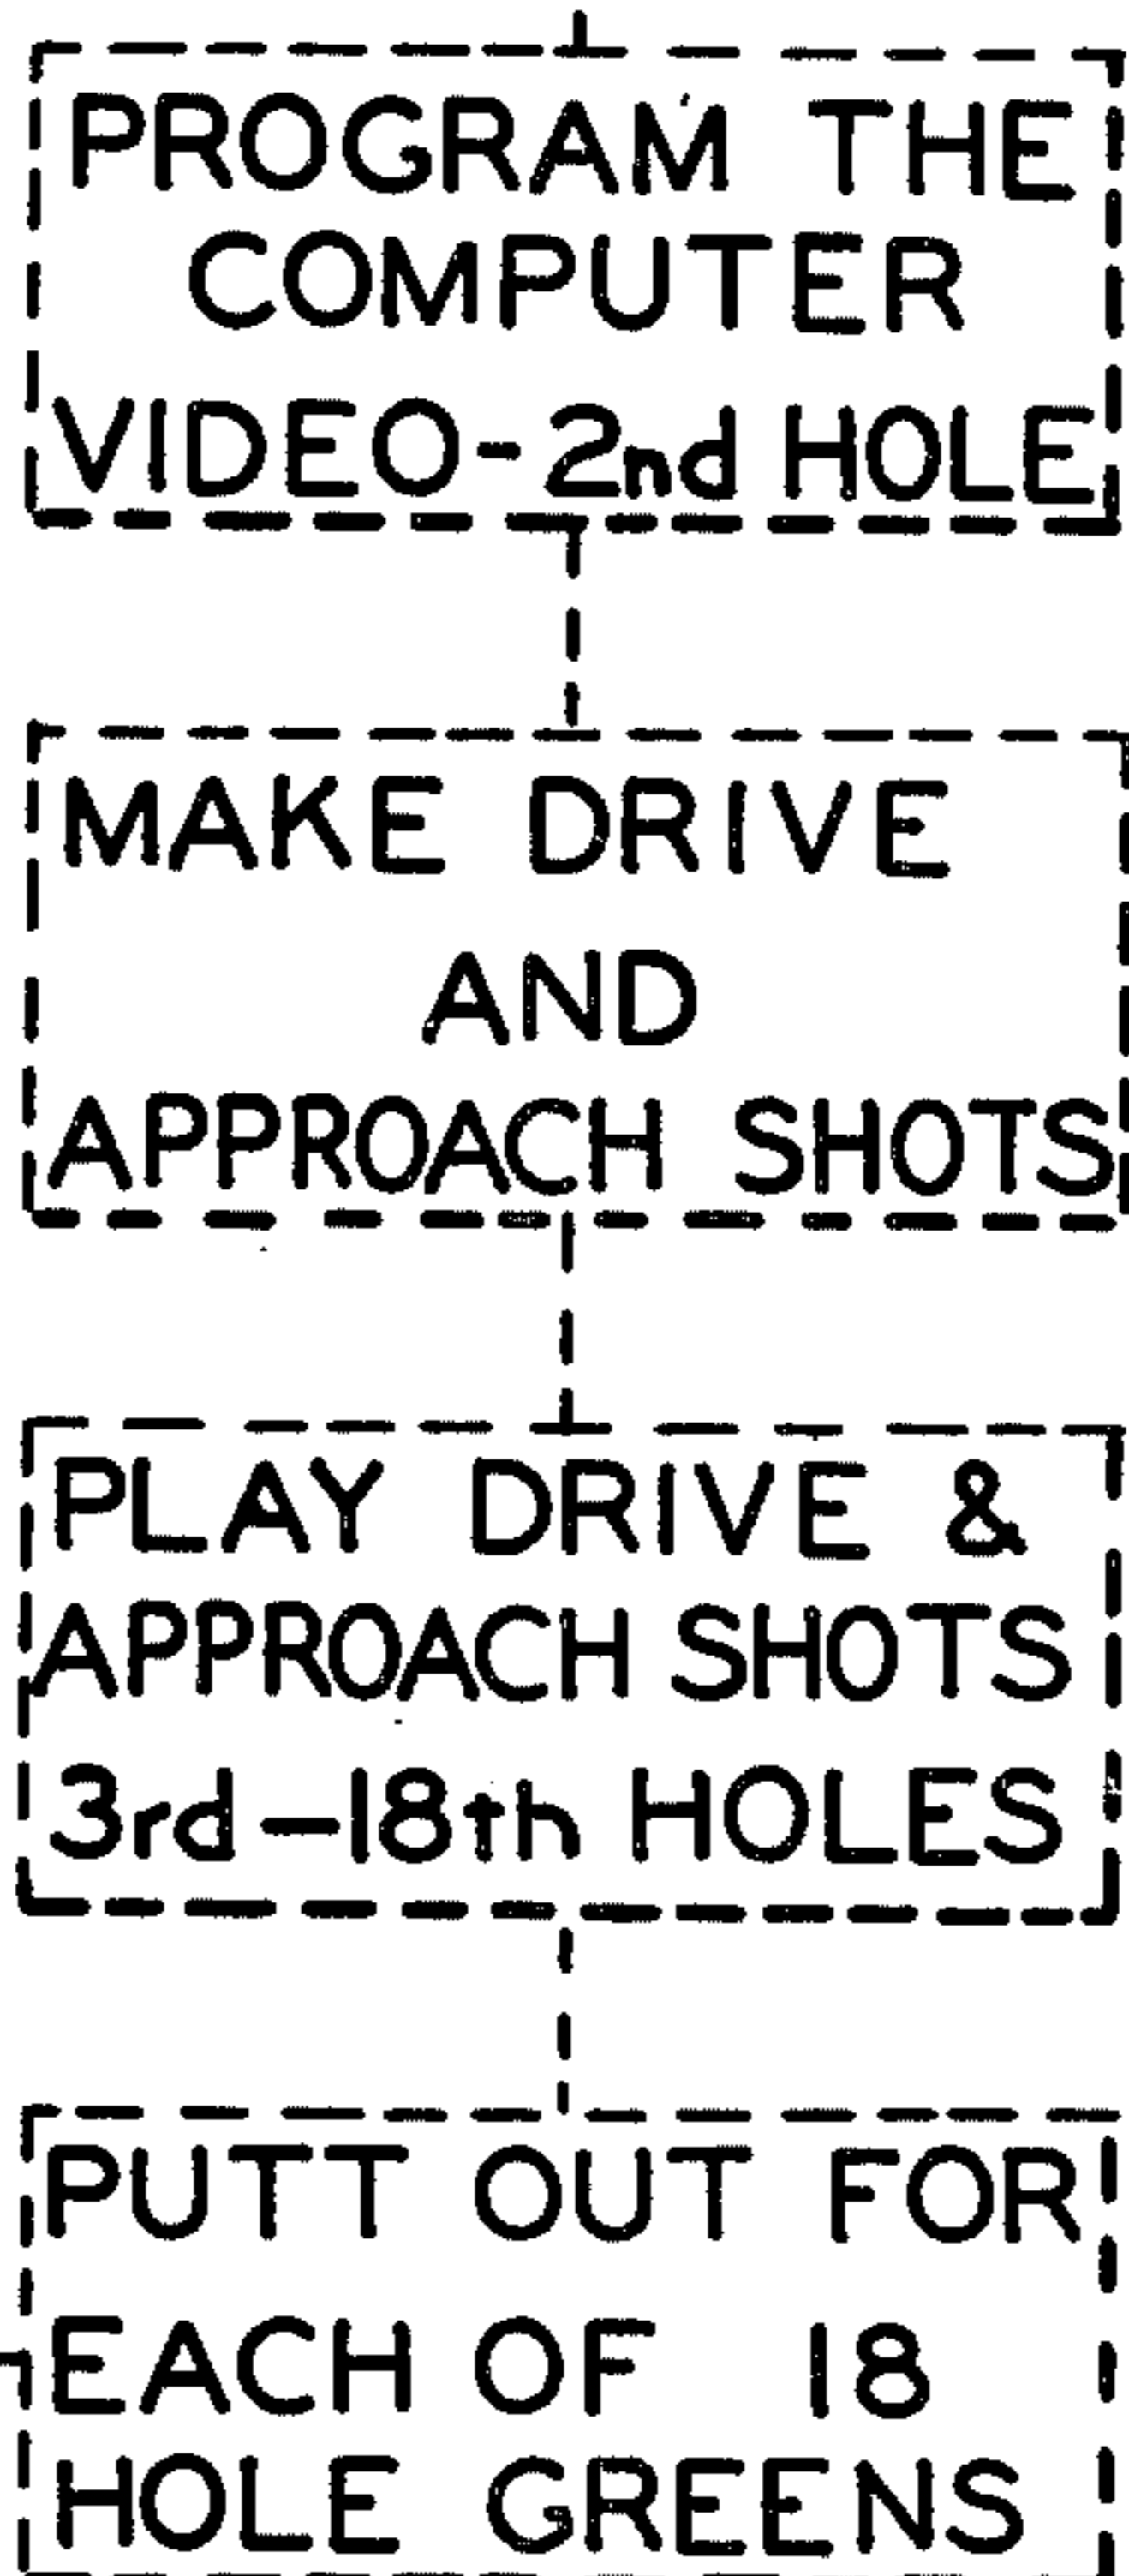 PROGRAM THE
COMPUTER
VIDEO-2nd HOLE
MAKE DRIVE
AND
APPROACH SHOTS
PLAY DRIVE &
APPROACH SHOTS
3rd-18th HOLES
PUTT OUT FOR
EACH OF 18
HOLE GREENS